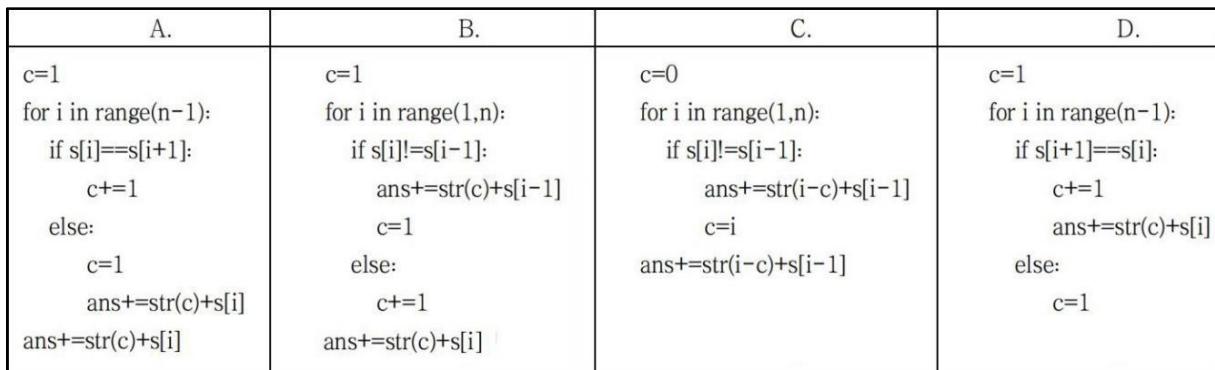 A.
c=1
for i in range(n-1):
if s[i]==s[i+1]:
c+=1
else:
c=1
ans+=str(c)+s[i]
ans+=str(c)+s[i]
B.
c=1
for i in range(1,n):
if s[i]!=s[i-1]:
ans+=str(c)+s[i-1]
c=1
else:
c+=1
ans+=str(c)+s[i]
C.
c=0
for i in range(1,n):
if s[i]!=s[i-1]:
ans+=str(i-c)+s[i-1]
c=i
ans+=str(i-c)+s[i-1]
D.
c=1
for i in range(n-1):
if s[i+1]==s[i]:
c+=1
ans+=str(c)+s[i]
else:
c=1